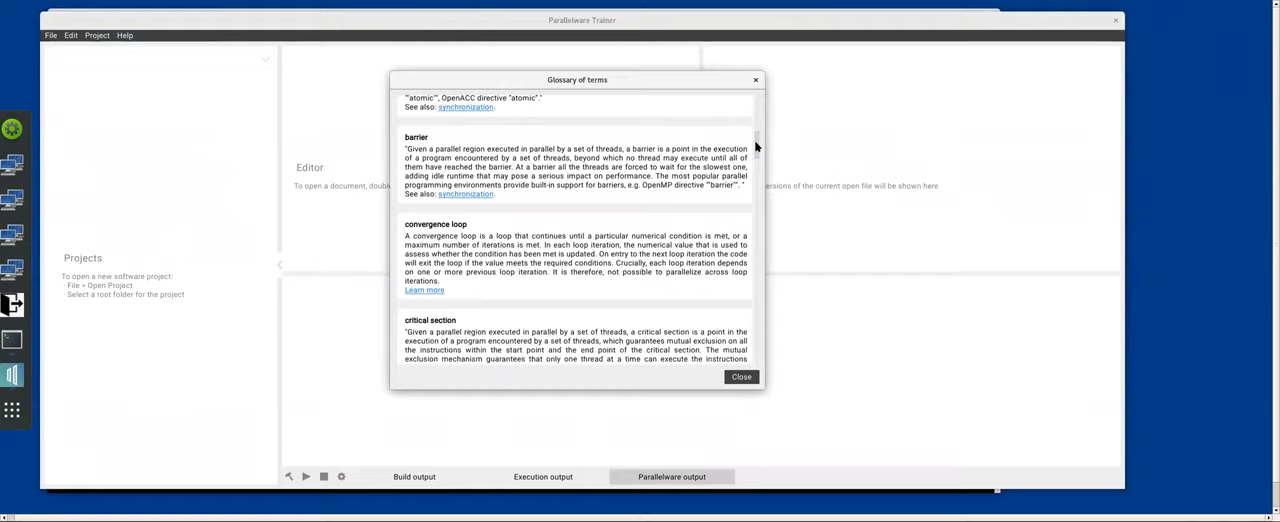 Parallelware Trainer
File Edit Project Help
Glossary of terms
"'atomic'", OpenACC directive "atomic"."
See also: synchronization.
barrier
"Given a parallel region executed in parallel by a set of threads, a barrier is a point in the execution
of a program encountered by a set of threads, beyond which no thread may execute until all of
them have reached the barrier. At a barrier all the threads are forced to wait for the slowest one,
adding idle runtime that may pose a serious impact on performance. The most popular parallel
programming environments provide built-in support for barriers, e.g. OpenMP directive "'barrier'". "
See also: synchronization.
convergence loop
A convergence loop is a loop that continues until a particular numerical condition is met, or a
maximum number of iterations is met. In each loop iteration, the numerical value that is used to
assess whether the condition has been met is updated. On entry to the next loop iteration the code
will exit the loop if the value meets the required conditions. Crucially, each loop iteration depends
on one or more previous loop iteration. It is therefore, not possible to parallelize across loop
iterations.
Learn more
critical section
"Given a parallel region executed in parallel by a set of threads, a critical section is a point in the
execution of a program encountered by a set of threads, which guarantees mutual exclusion on all
the instructions within the start point and the end point of the critical section. The mutual
exclusion mechanism guarantees that only one thread at a time can execute the instructions
Close
Editor
To open a document, doub
ersions of the current open file will be shown here
Projects
To open a new software project:
· File > Open Project
· Select a root folder for the project
Build output
Execution output
Parallelware output